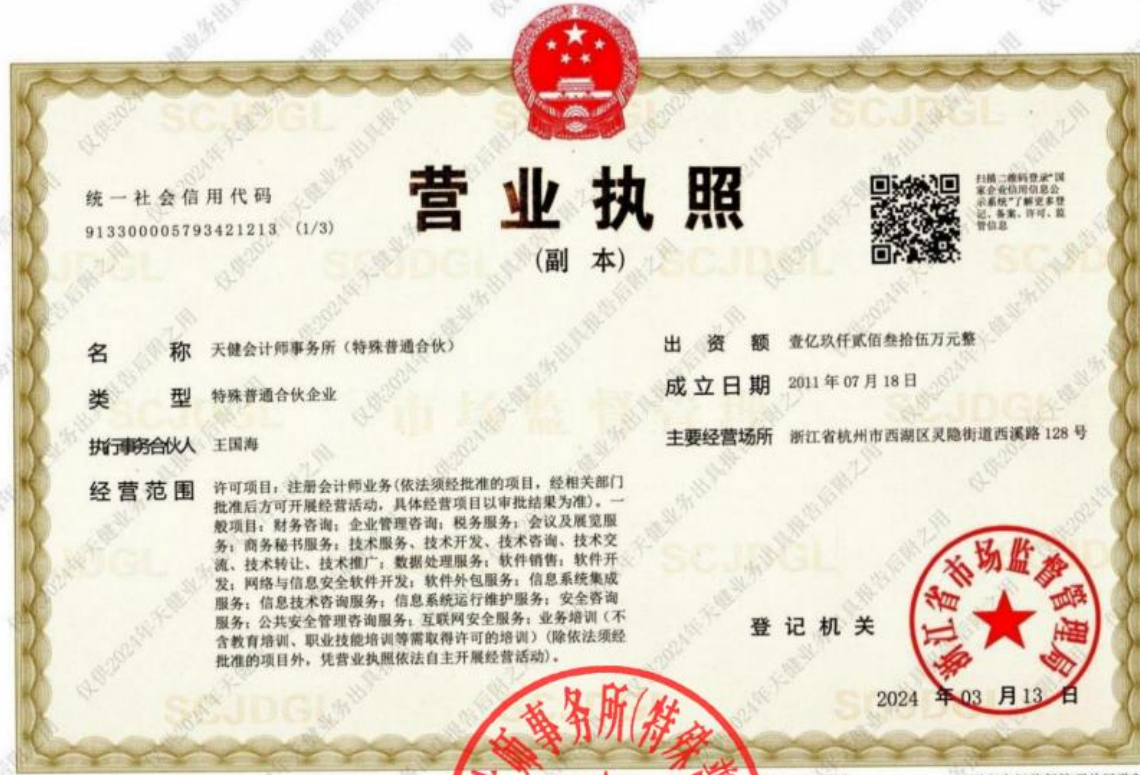 营业执照
(副 本)
统一社会信用代码
913300005793421213 (1/3)
扫描二维码登录“国
家企业信用信息公
示系统”了解更多登
记、备案、许可、监
管信息
名 称 天健会计师事务所（特殊普通合伙）
类 型 特殊普通合伙企业
执行事务合伙人 王国海
经营范围 许可项目：注册会计师业务(依法须经批准的项目，经相关部门
批准后方可开展经营活动，具体经营项目以审批结果为准)。一
般项目：财务咨询；企业管理咨询；税务服务；会议及展览服
务；商务秘书服务；技术服务、技术开发、技术咨询、技术交
流、技术转让、技术推广；数据处理服务；软件销售；软件开
发；网络与信息安全软件开发；软件外包服务；信息系统集成
服务；信息技术咨询服务；信息系统运行维护服务；安全咨询
服务；公共安全管理咨询服务；互联网安全服务；业务培训（不
含教育培训、职业技能培训等需取得许可的培训）(除依法须经
批准的项目外，凭营业执照依法自主开展经营活动)。
出 资 额 壹亿玖仟贰佰叁拾伍万元整
成立日期 2011 年 07 月 18 日
主要经营场所 浙江省杭州市西湖区灵隐街道西溪路 128 号
登 记 机 关
浙江省市场监督管理局
2024 年 03 月 13 日
师事务所(特殊
SCJDGL
仅供2024年天健业务出具报告后附之用